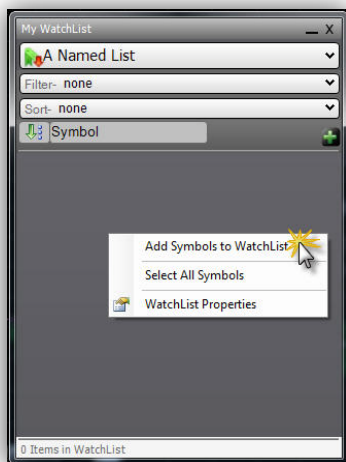 My WatchList
A Named List
Filter- none
Sort- none
Symbol
Add Symbols to WatchList
Select All Symbols
WatchList Properties
0 Items in WatchList